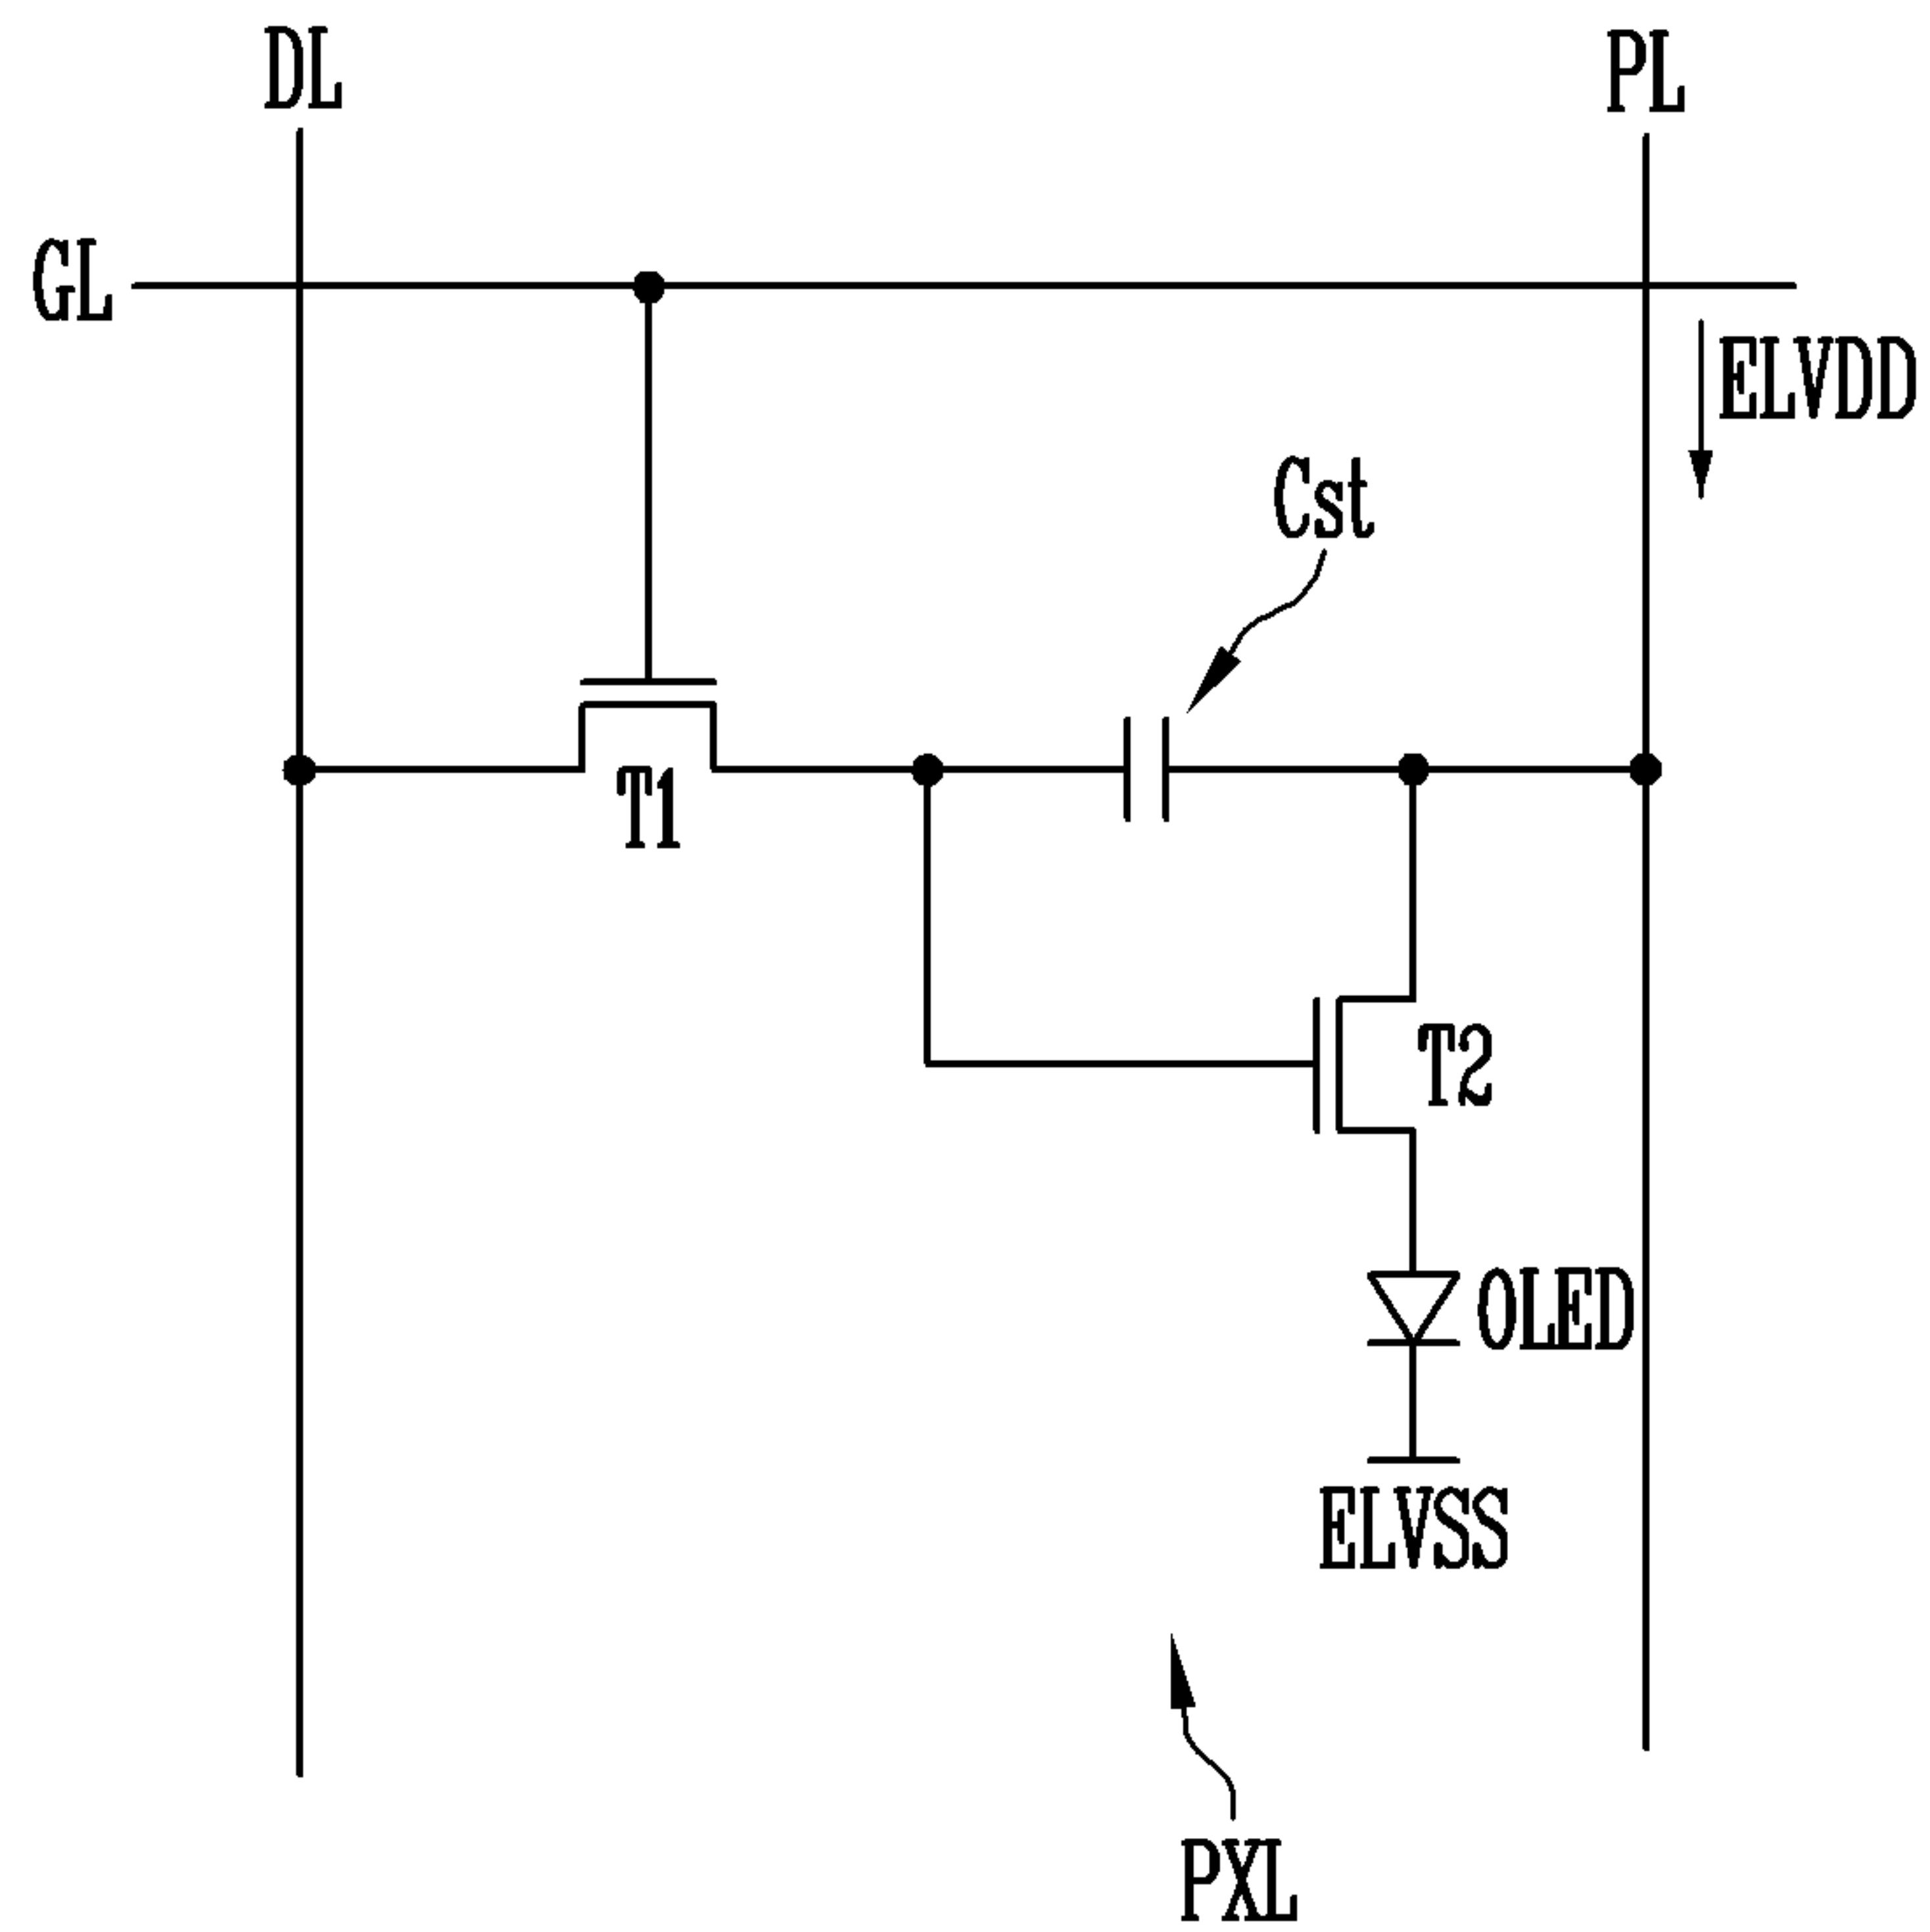 DL
PL
GL
ELVDD
Cst
T1
T2
OLED
ELVSS
PXL